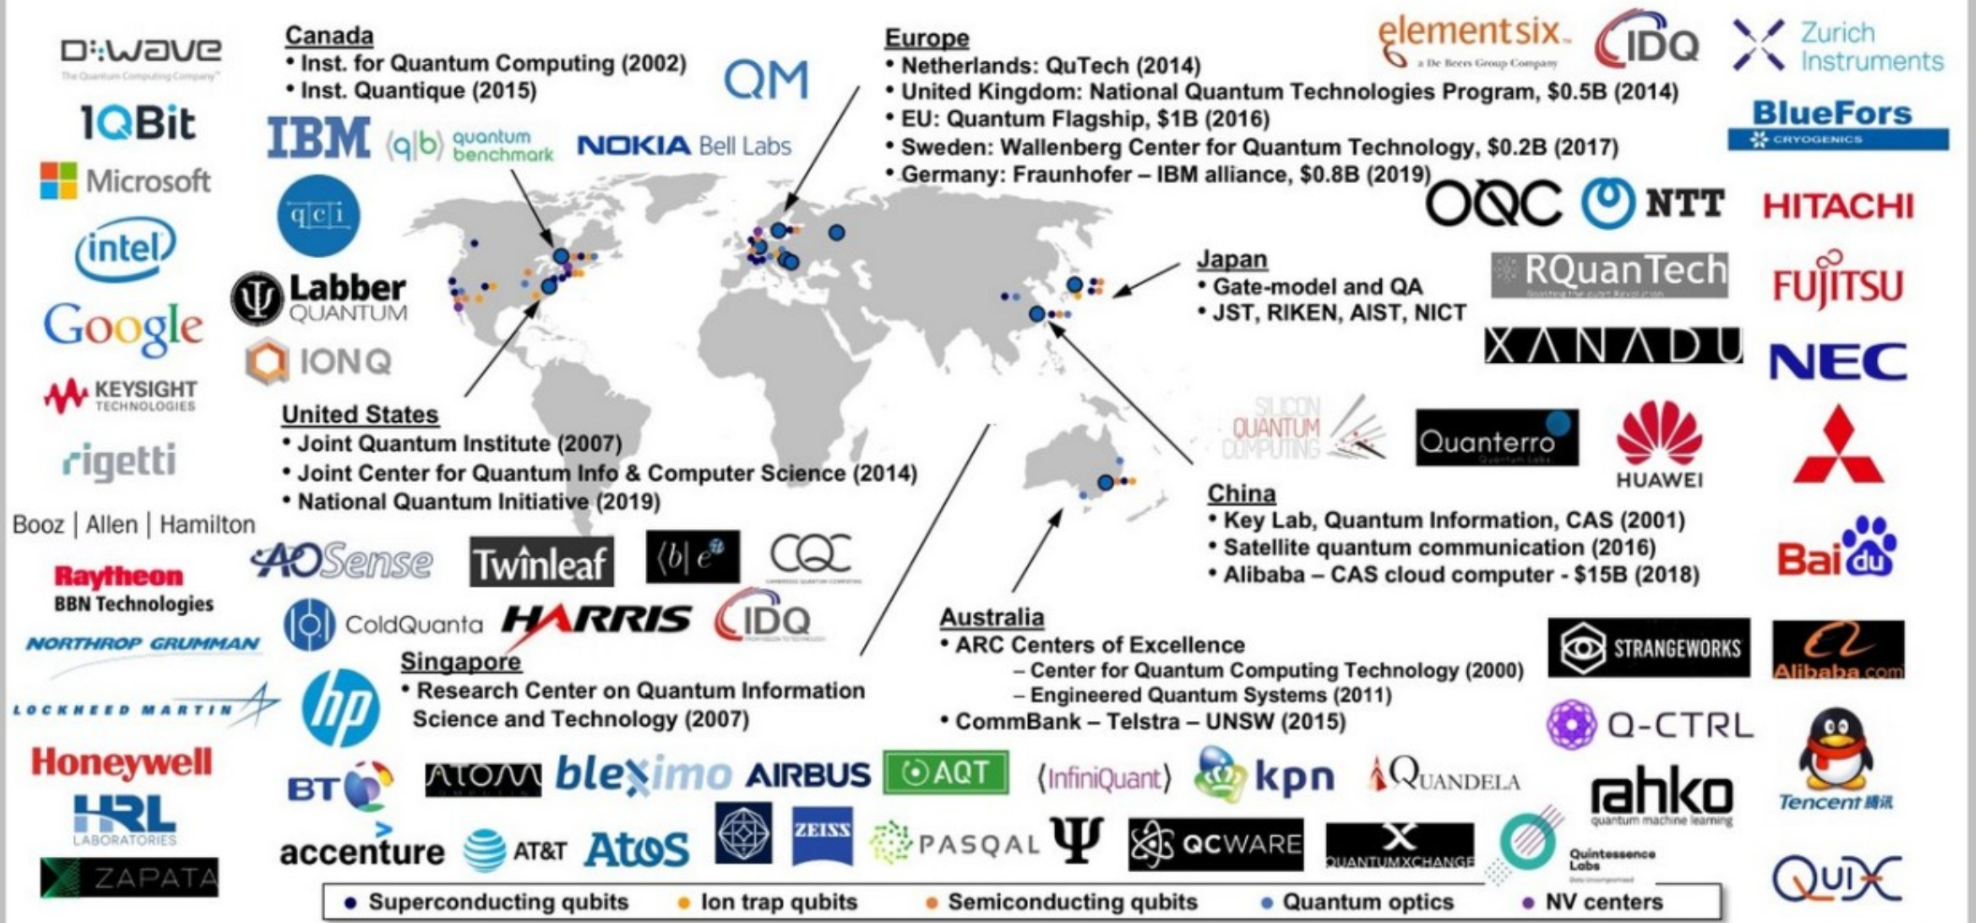 D:wave
The Quantum Computing Company™
1QBit
Microsoft
intel
Google
KEYSIGHT
TECHNOLOGIES
rigetti
Booz | Allen | Hamilton
Raytheon
BBN Technologies
NORTHROP GRUMMAN
LOCKHEED MARTIN
Honeywell
HRL
LABORATORIES
ZAPATA
Canada
• Inst. for Quantum Computing (2002)
• Inst. Quantique (2015)
QM
IBM
⟨q|b⟩ quantum
benchmark
NOKIA Bell Labs
q|c|i
Labber
QUANTUM
IONQ
Europe
• Netherlands: QuTech (2014)
• United Kingdom: National Quantum Technologies Program, $0.5B (2014)
• EU: Quantum Flagship, $1B (2016)
• Sweden: Wallenberg Center for Quantum Technology, $0.2B (2017)
• Germany: Fraunhofer – IBM alliance, $0.8B (2019)
elementsix™
a De Beers Group Company
IDQ
Zurich
Instruments
BlueFors
CRYOGENICS
OQC
NTT
HITACHI
Japan
• Gate-model and QA
• JST, RIKEN, AIST, NICT
RQuanTech
FUJITSU
XANADU
NEC
United States
• Joint Quantum Institute (2007)
• Joint Center for Quantum Info & Computer Science (2014)
• National Quantum Initiative (2019)
SILICON
QUANTUM
COMPUTING
Quanterro
Quantum Labs
HUAWEI
China
• Key Lab, Quantum Information, CAS (2001)
• Satellite quantum communication (2016)
• Alibaba – CAS cloud computer - $15B (2018)
Baidu
AOSense
Twinleaf
⟨b|e
CQC
CAMBRIDGE QUANTUM COMPUTING
ColdQuanta
HARRIS
IDQ
Singapore
• Research Center on Quantum Information
Science and Technology (2007)
hp
Australia
• ARC Centers of Excellence
– Center for Quantum Computing Technology (2000)
– Engineered Quantum Systems (2011)
• CommBank – Telstra – UNSW (2015)
STRANGEWORKS
Alibaba.com
Q-CTRL
Tencent 腾讯
BT
ATOM
COMPUTING
bleximo
AIRBUS
AQT
⟨InfiniQuant⟩
kpn
QUANDELA
rahko
quantum machine learning
accenture
AT&T
Atos
ZEISS
PASQAL
Ψ
QCWARE
X
QUANTUMXCHANGE
Quintessence
Labs
QUIX
• Superconducting qubits • Ion trap qubits • Semiconducting qubits • Quantum optics • NV centers